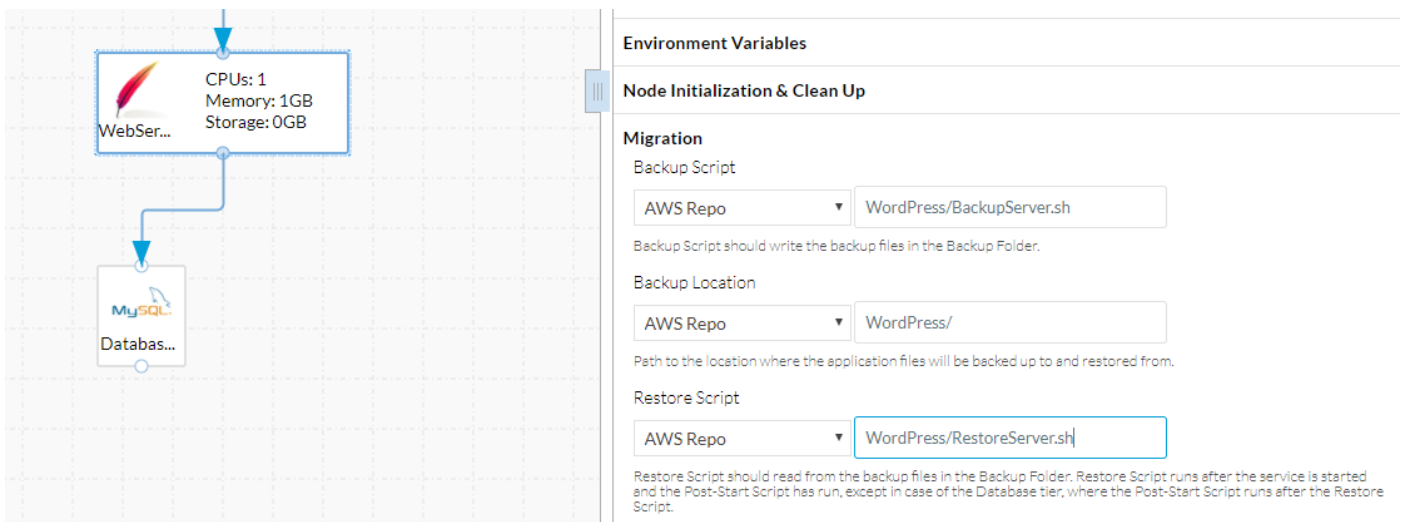 CPUs: 1
Memory: 1GB
Storage: 0GB
WebSer...
MySQL
Databas...
Environment Variables
Node Initialization & Clean Up
Migration
Backup Script
AWS Repo
WordPress/BackupServer.sh
Backup Script should write the backup files in the Backup Folder.
Backup Location
AWS Repo
WordPress/
Path to the location where the application files will be backed up to and restored from.
Restore Script
AWS Repo
WordPress/RestoreServer.sh
Restore Script should read from the backup files in the Backup Folder. Restore Script runs after the service is started
and the Post-Start Script has run, except in case of the Database tier, where the Post-Start Script runs after the Restore
Script.